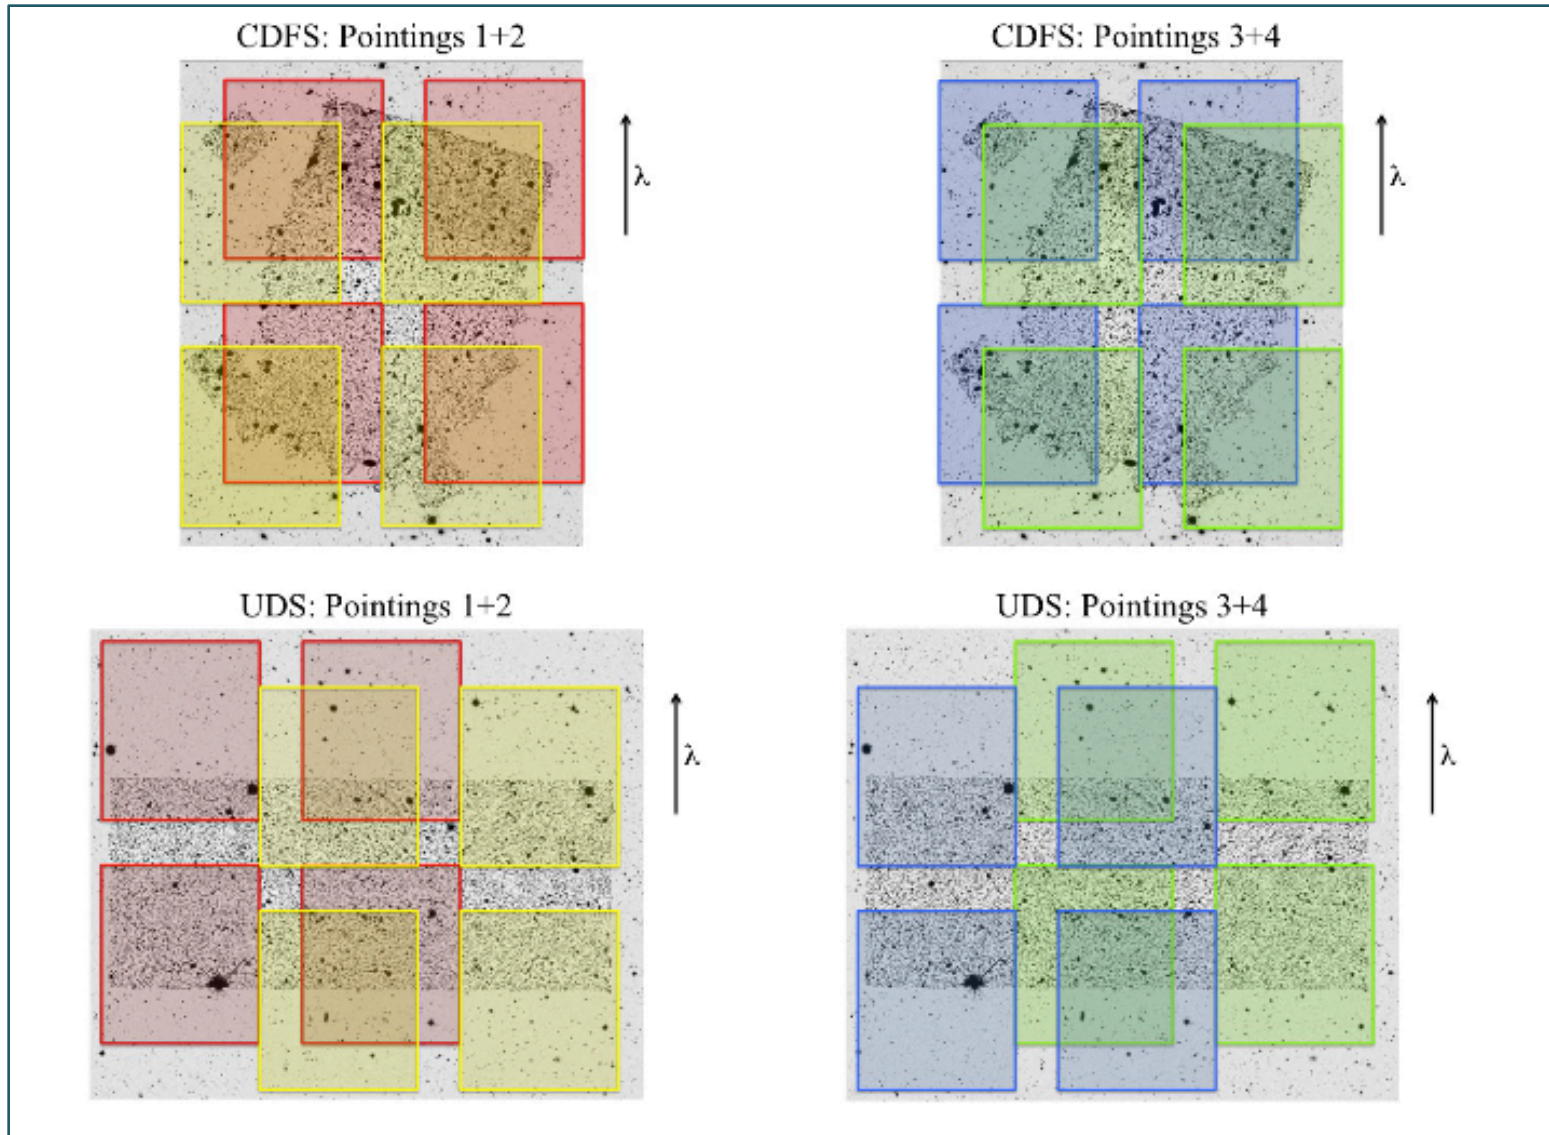 CDFS: Pointings 1+2
CDFS: Pointings 3+4
λ
λ
UDS: Pointings 1+2
UDS: Pointings 3+4
λ
λ